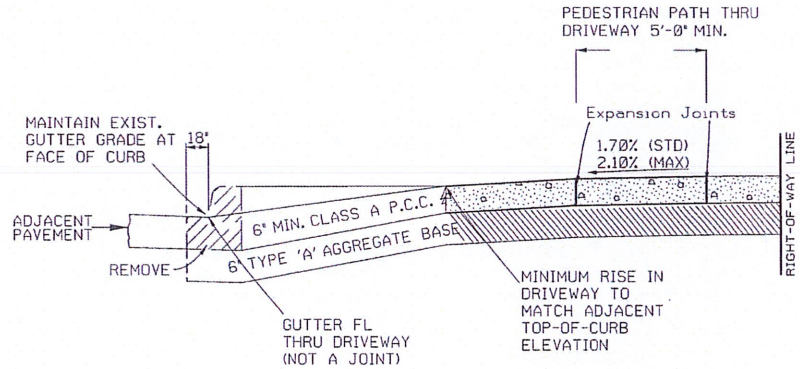 PEDESTRIAN PATH THRU
DRIVEWAY 5'-0" MIN.
MAINTAIN EXIST.
GUTTER GRADE AT
FACE OF CURB
18"
Expansion Joints
1.70% (STD)
2.10% (MAX)
RIGHT-OF-WAY LINE
ADJACENT
PAVEMENT
6" MIN. CLASS A P.C.C.
6" TYPE 'A' AGGREGATE BASE
REMOVE
GUTTER FL
THRU DRIVEWAY
(NOT A JOINT)
MINIMUM RISE IN
DRIVEWAY TO
MATCH ADJACENT
TOP-OF-CURB
ELEVATION